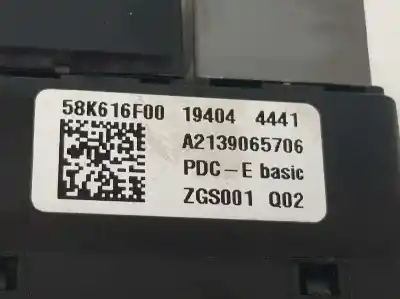 58K616F00 19404 4441
A2139065706
PDC-E basic
ZGS001 Q02